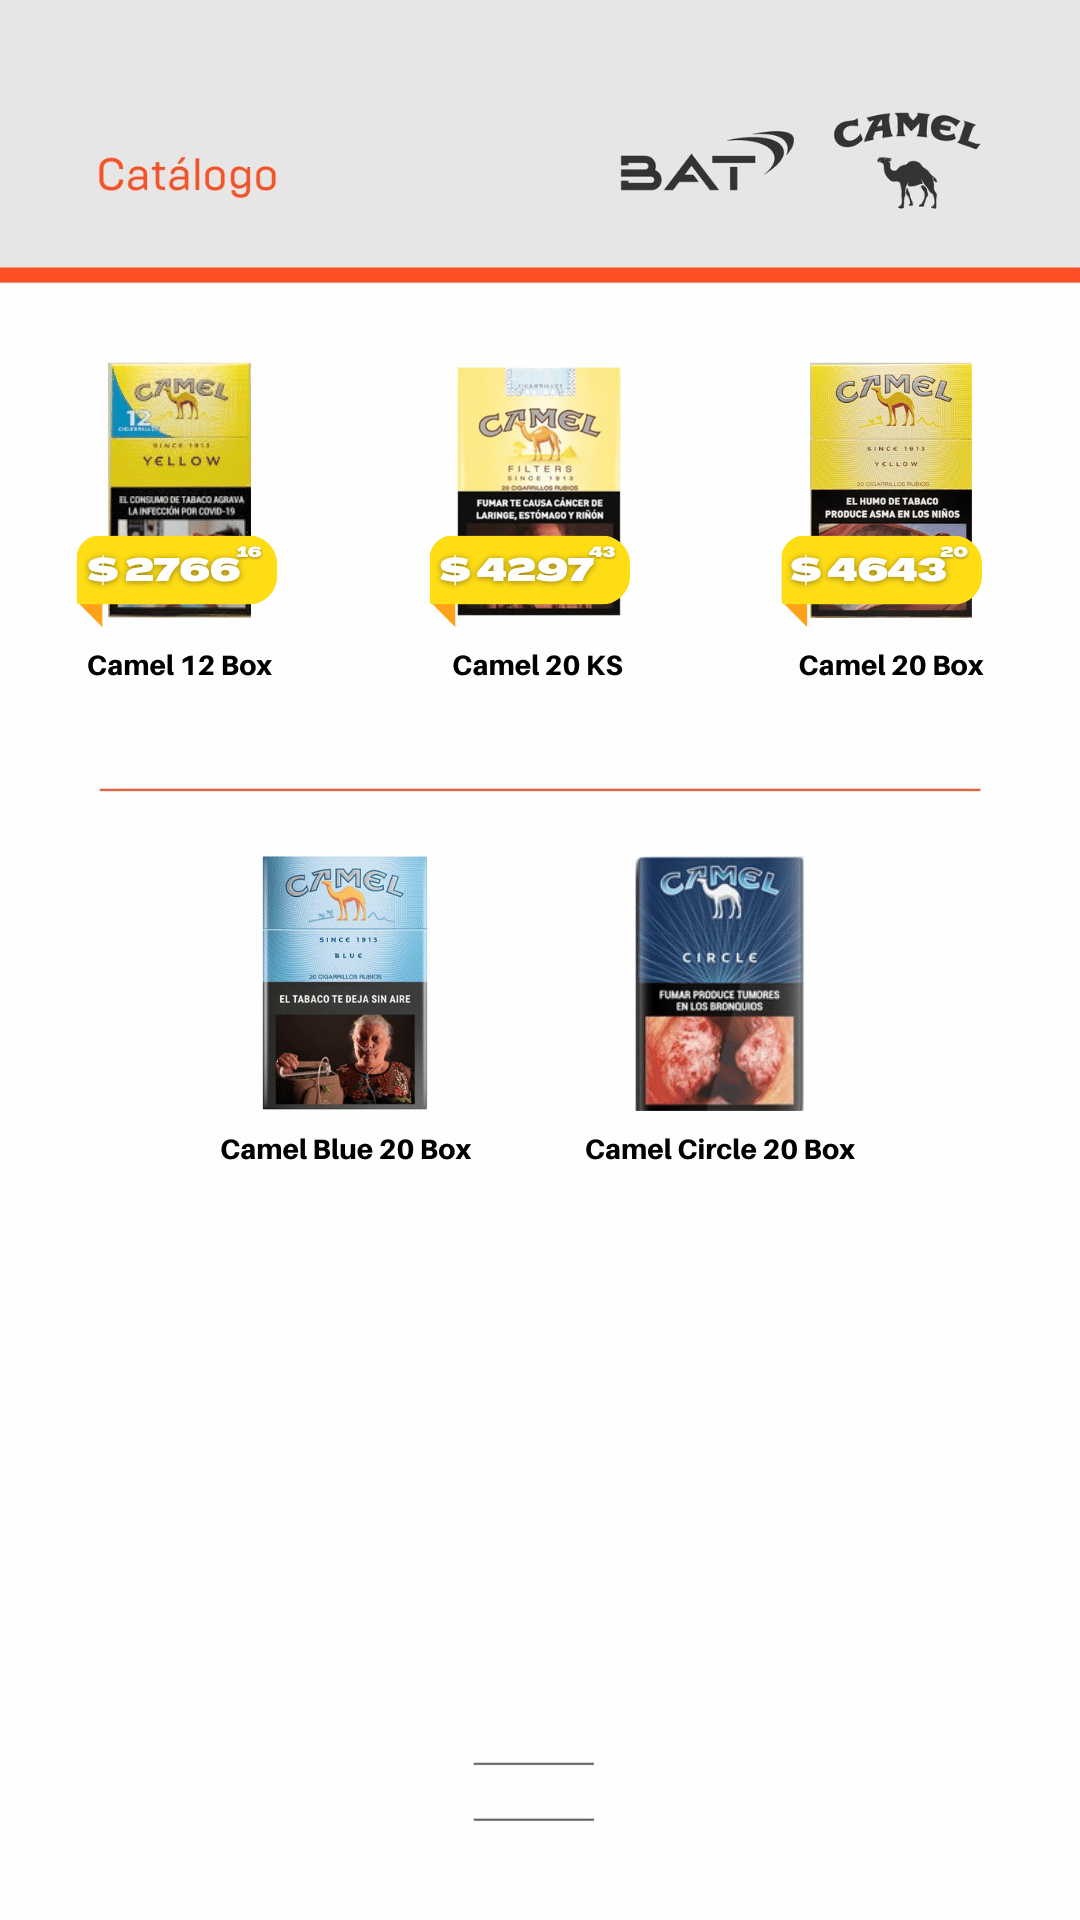 Catálogo
BAT
CAMEL
CAMEL
12
CIGARRILLOS
SINCE 1913
YELLOW
EL CONSUMO DE TABACO AGRAVA
LA INFECCIÓN POR COVID-19
$ 2766 16
Camel 12 Box
CIGARRILLOS
CAMEL
FILTERS
SINCE 1913
20 CIGARRILLOS RUBIOS
FUMAR TE CAUSA CÁNCER DE
LARINGE, ESTÓMAGO Y RIÑÓN
$ 4297 43
Camel 20 KS
CAMEL
SINCE 1913
YELLOW
20 CIGARRILLOS RUBIOS
EL HUMO DE TABACO
PRODUCE ASMA EN LOS NIÑOS
$ 4643 20
Camel 20 Box
CAMEL
SINCE 1913
BLUE
20 CIGARRILLOS RUBIOS
EL TABACO TE DEJA SIN AIRE
Camel Blue 20 Box
CAMEL
CIRCLE
FUMAR PRODUCE TUMORES
EN LOS BRONQUIOS
Camel Circle 20 Box